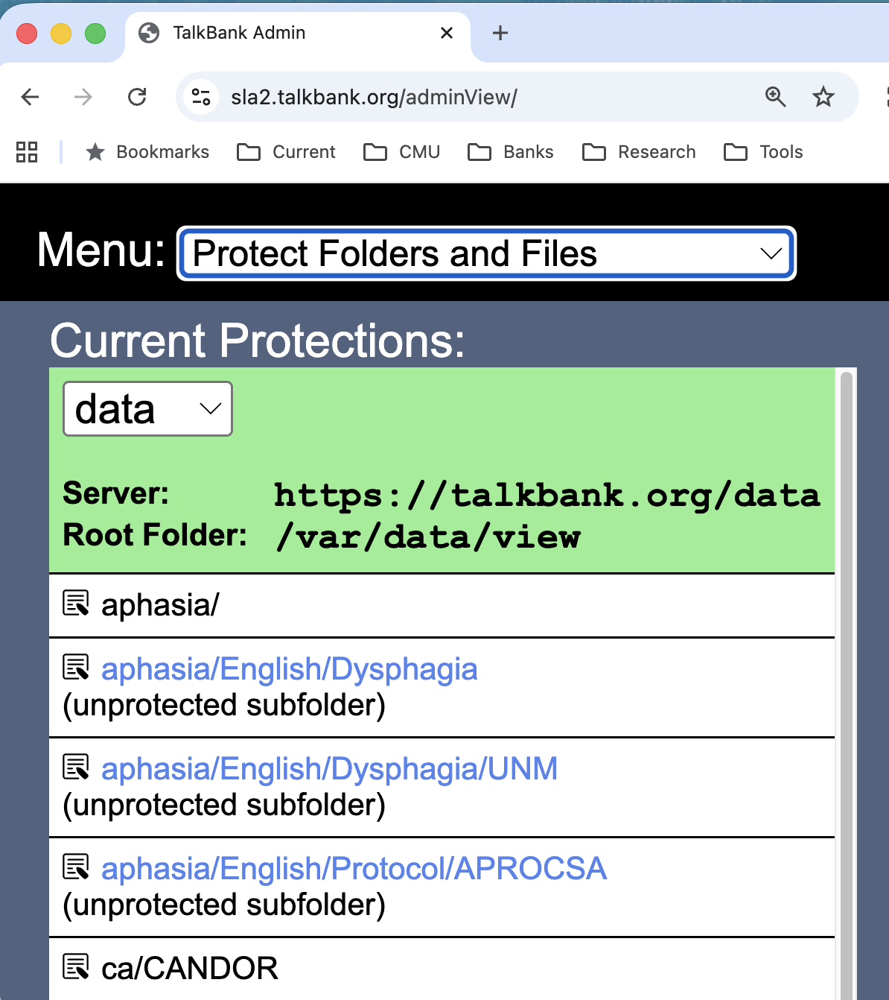 TalkBank Admin
sla2.talkbank.org/adminView/
Bookmarks Current CMU Banks Research Tools
Menu: Protect Folders and Files
Current Protections:
data
Server: https://talkbank.org/data
Root Folder: /var/data/view
aphasia/
aphasia/English/Dysphagia
(unprotected subfolder)
aphasia/English/Dysphagia/UNM
(unprotected subfolder)
aphasia/English/Protocol/APROCSA
(unprotected subfolder)
ca/CANDOR